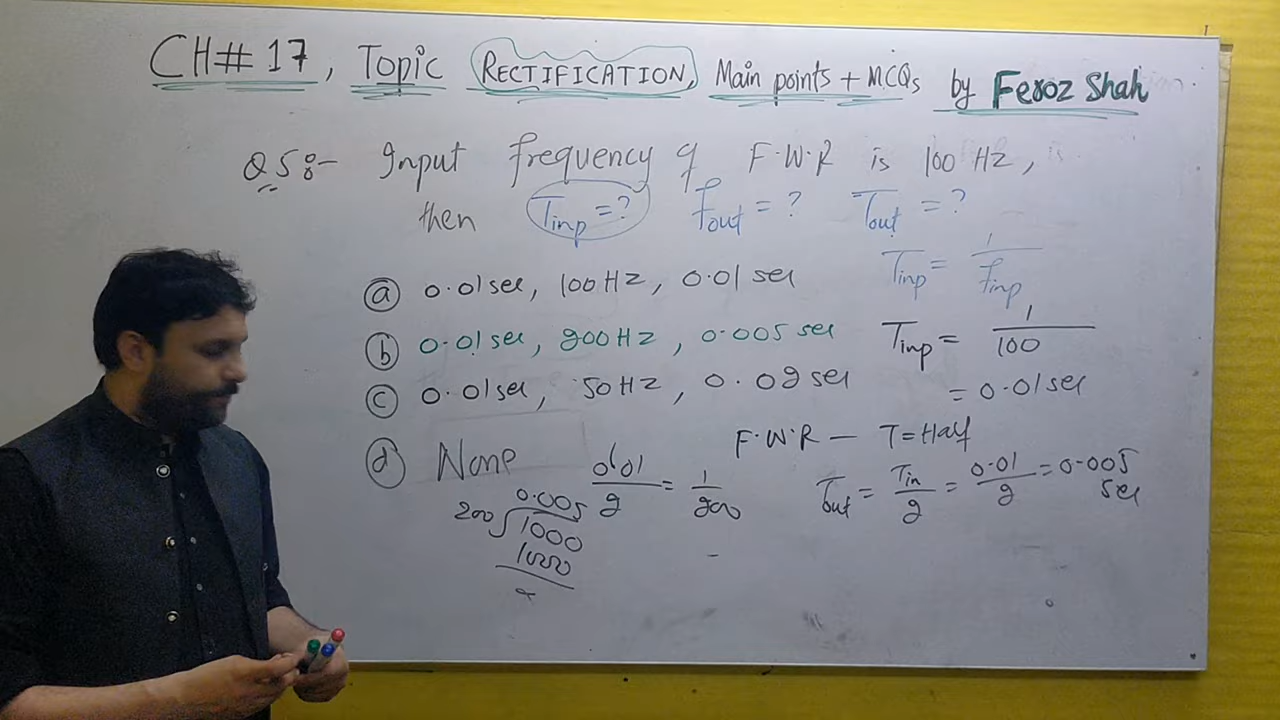 CH# 17, Topic RECTIFICATION, Main points + MCQs by Feroz Shah
Q5:- Input frequency of F.W.R is 100 Hz,
then Tinp = ? fout = ? Tout = ?
Tinp = 1/finp
(a) 0.01 sec, 100 Hz, 0.01 sec
(b) 0.01 sec, 200 Hz, 0.005 sec
Tinp = 1/100
(c) 0.01 sec, 50 Hz, 0.02 sec
= 0.01 sec
(d) None
F.W.R — T = Half
0.01/2 = 1/200
Tout = Tin/2 = 0.01/2 = 0.005 sec
0.005
200 1000
1000